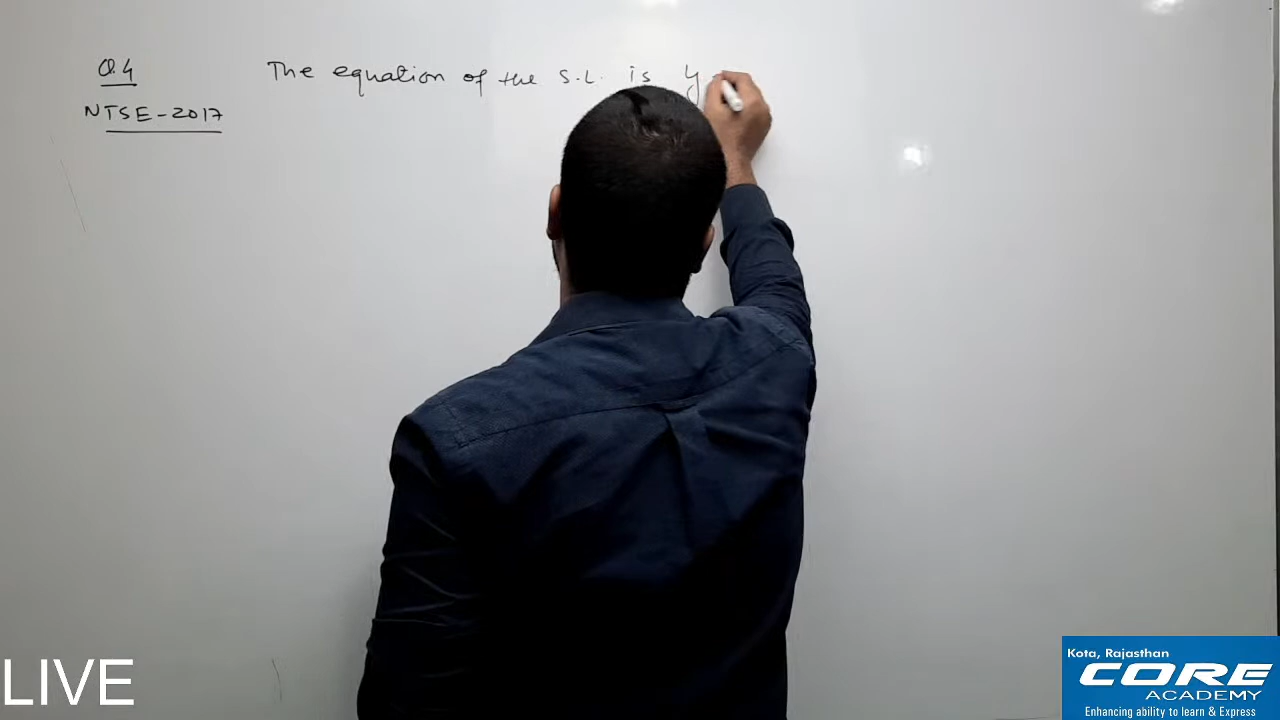 Q.4
The equation of the S.L. is y
NTSE-2017
LIVE
Kota, Rajasthan
CORE
ACADEMY
Enhancing ability to learn & Express